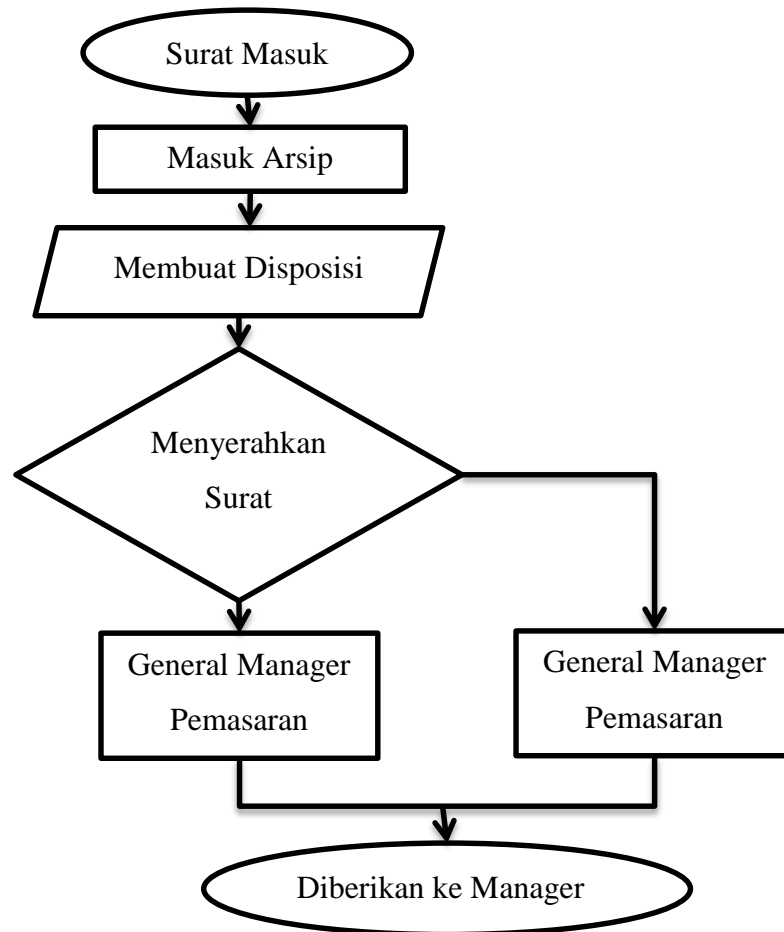 Surat Masuk
Masuk Arsip
Membuat Disposisi
Menyerahkan
Surat
General Manager
Pemasaran
General Manager
Pemasaran
Diberikan ke Manager